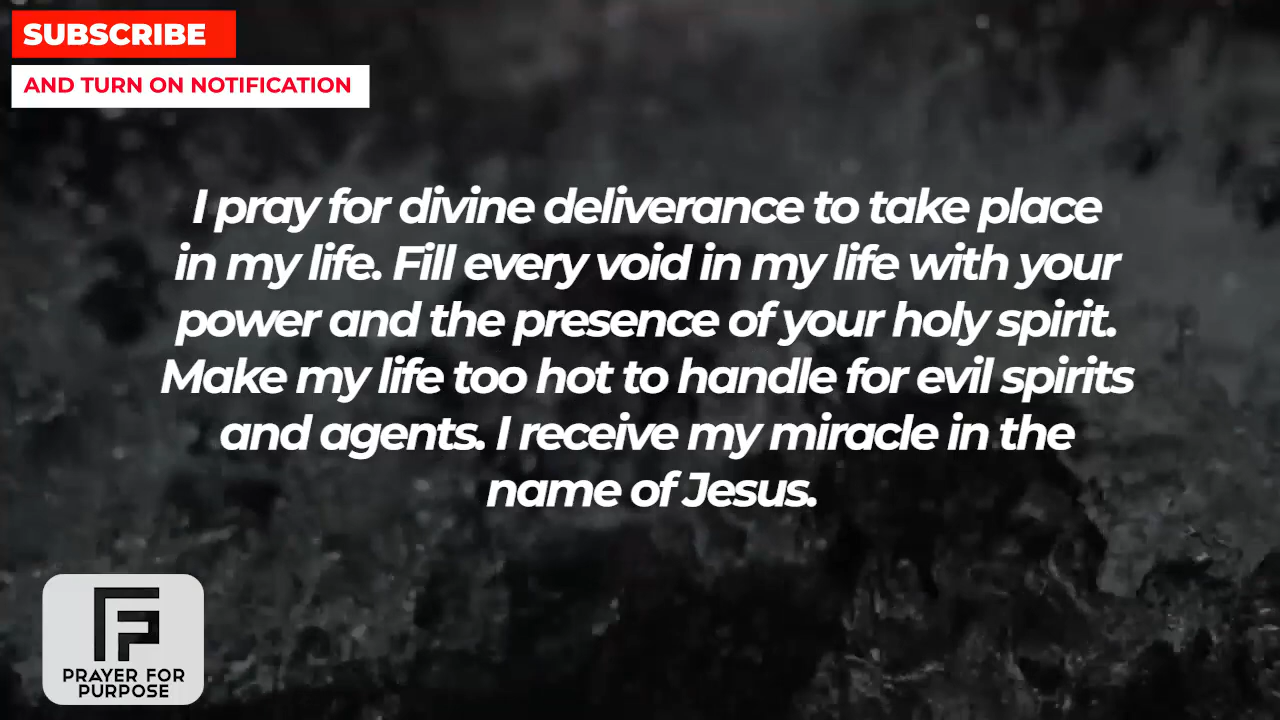 SUBSCRIBE
AND TURN ON NOTIFICATION
I pray for divine deliverance to take place
in my life. Fill every void in my life with your
power and the presence of your holy spirit.
Make my life too hot to handle for evil spirits
and agents. I receive my miracle in the
name of Jesus.
PRAYER FOR
PURPOSE